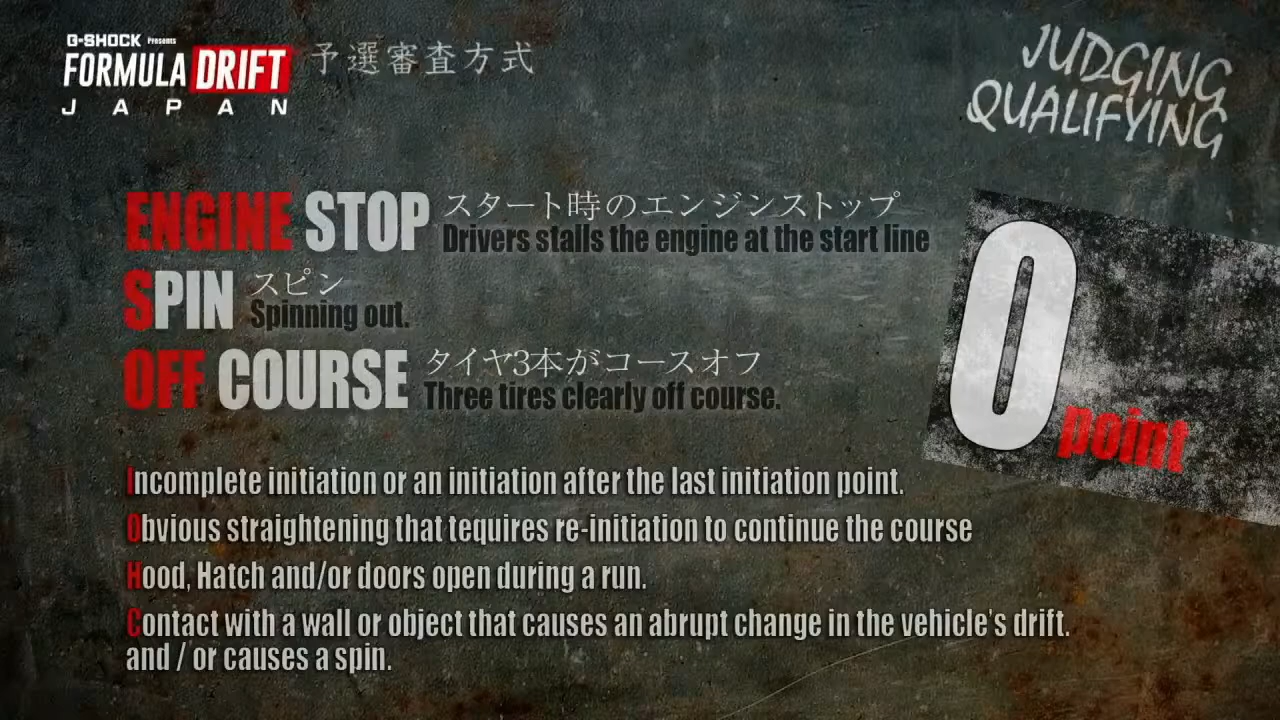 G-SHOCK Presents
FORMULA DRIFT
JAPAN
予選審査方式
JUDGING
QUALIFYING
ENGINE STOP
スタート時のエンジンストップ
Drivers stalls the engine at the start line
SPIN
スピン
Spinning out.
OFF COURSE
タイヤ3本がコースオフ
Three tires clearly off course.
0
point
Incomplete initiation or an initiation after the last initiation point.
Obvious straightening that tequires re-initiation to continue the course
Hood, Hatch and/or doors open during a run.
Contact with a wall or object that causes an abrupt change in the vehicle's drift.
and / or causes a spin.